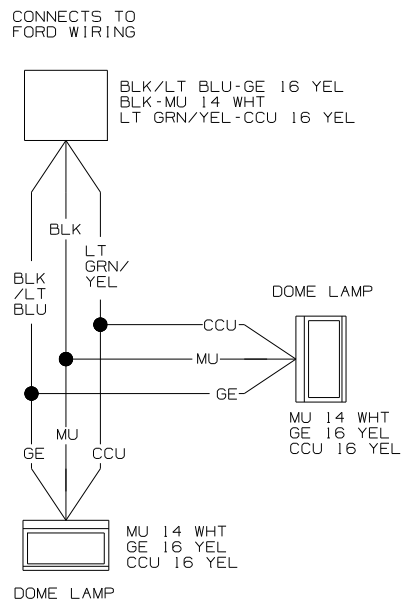 CONNECTS TO
FORD WIRING
BLK/LT BLU-GE 16 YEL
BLK-MU 14 WHT
LT GRN/YEL-CCU 16 YEL
BLK
LT
GRN/
YEL
BLK
/LT
BLU
DOME LAMP
CCU
MU
GE
MU 14 WHT
GE 16 YEL
CCU 16 YEL
MU
GE
CCU
MU 14 WHT
GE 16 YEL
CCU 16 YEL
DOME LAMP